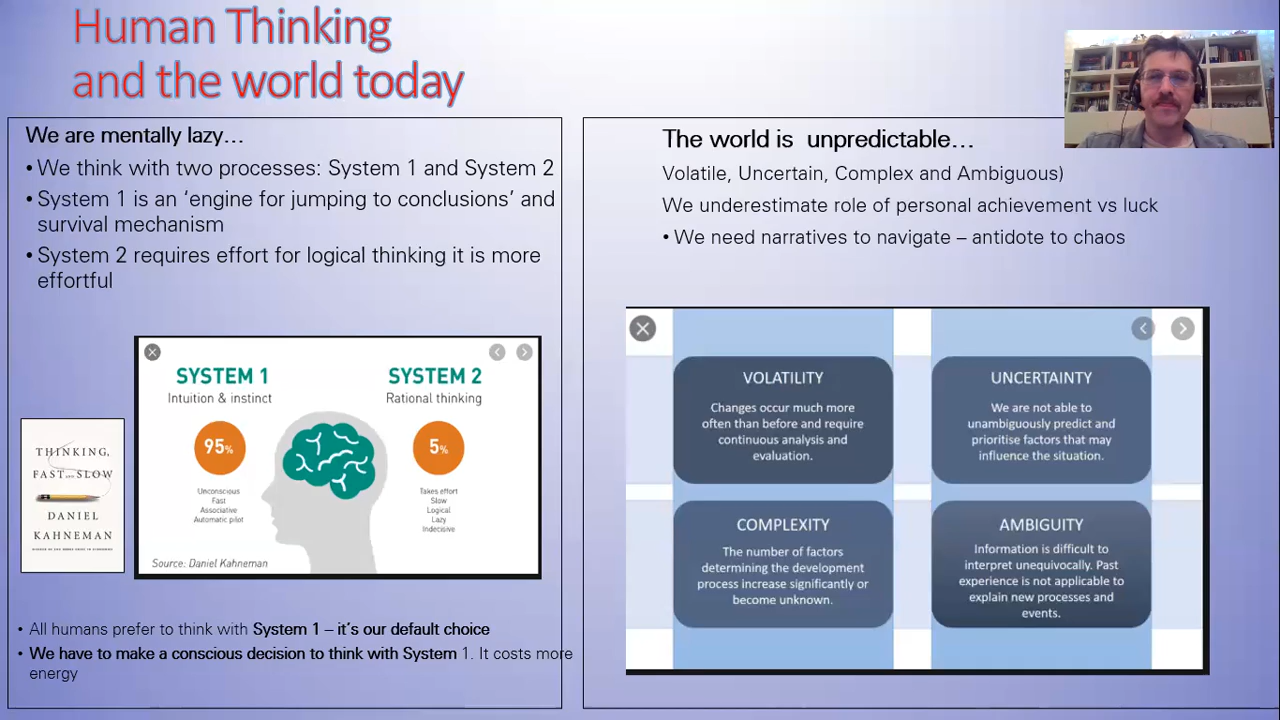 Human Thinking
and the world today
We are mentally lazy…
• We think with two processes: System 1 and System 2
• System 1 is an ‘engine for jumping to conclusions’ and
survival mechanism
• System 2 requires effort for logical thinking it is more
effortful
SYSTEM 1
Intuition & instinct
95%
Unconscious
Fast
Associative
Automatic pilot
SYSTEM 2
Rational thinking
5%
Takes effort
Slow
Logical
Lazy
Indecisive
Source: Daniel Kahneman
THINKING,
FAST AND SLOW
DANIEL
KAHNEMAN
WINNER OF THE NOBEL PRIZE IN ECONOMICS
• All humans prefer to think with System 1 – it's our default choice
• We have to make a conscious decision to think with System 1. It costs more
energy
The world is unpredictable…
Volatile, Uncertain, Complex and Ambiguous)
We underestimate role of personal achievement vs luck
• We need narratives to navigate – antidote to chaos
VOLATILITY
Changes occur much more
often than before and require
continuous analysis and
evaluation.
UNCERTAINTY
We are not able to
unambiguously predict and
prioritise factors that may
influence the situation.
COMPLEXITY
The number of factors
determining the development
process increase significantly or
become unknown.
AMBIGUITY
Information is difficult to
interpret unequivocally. Past
experience is not applicable to
explain new processes and
events.